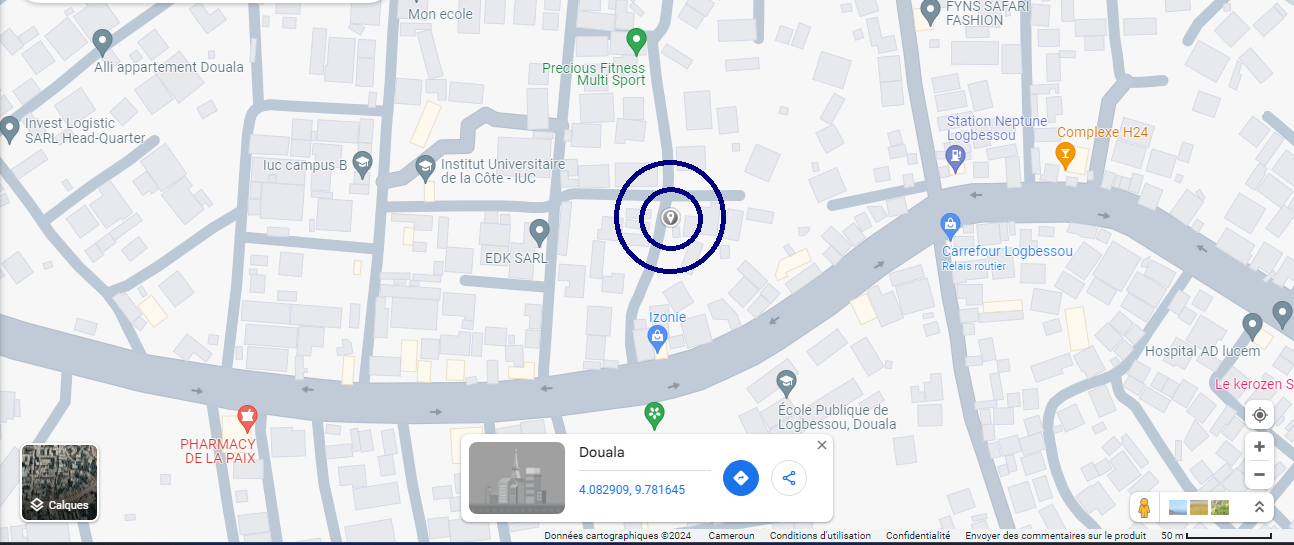 Mon ecole
FYNS SAFARI
FASHION
Alli appartement Douala
Precious Fitness
Multi Sport
Invest Logistic
SARL Head-Quarter
Station Neptune
Logbessou
Complexe H24
Iuc campus B
Institut Universitaire
de la Côte - IUC
EDK SARL
Carrefour Logbessou
Relais routier
Izonie
Hospital AD lucem
Le kerozen S
École Publique de
Logbessou, Douala
PHARMACY
DE LA PAIX
Douala
4.082909, 9.781645
Calques
Données cartographiques ©2024
Cameroun
Conditions d'utilisation
Confidentialité
Envoyer des commentaires sur le produit
50 m